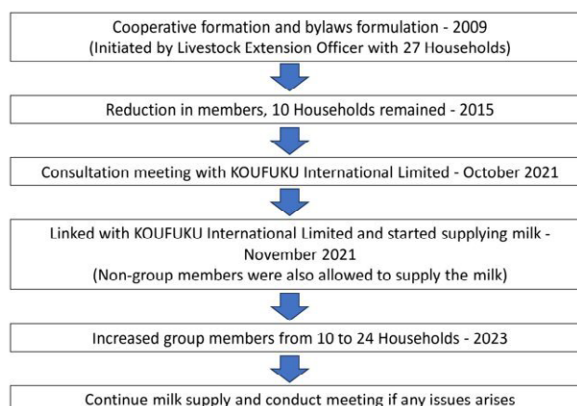 Cooperative formation and bylaws formulation - 2009
(Initiated by Livestock Extension Officer with 27 Households)
Reduction in members, 10 Households remained - 2015
Consultation meeting with KOUFUKU International Limited - October 2021
Linked with KOUFUKU International Limited and started supplying milk -
November 2021
(Non-group members were also allowed to supply the milk)
Increased group members from 10 to 24 Households - 2023
Continue milk supply and conduct meeting if any issues arises